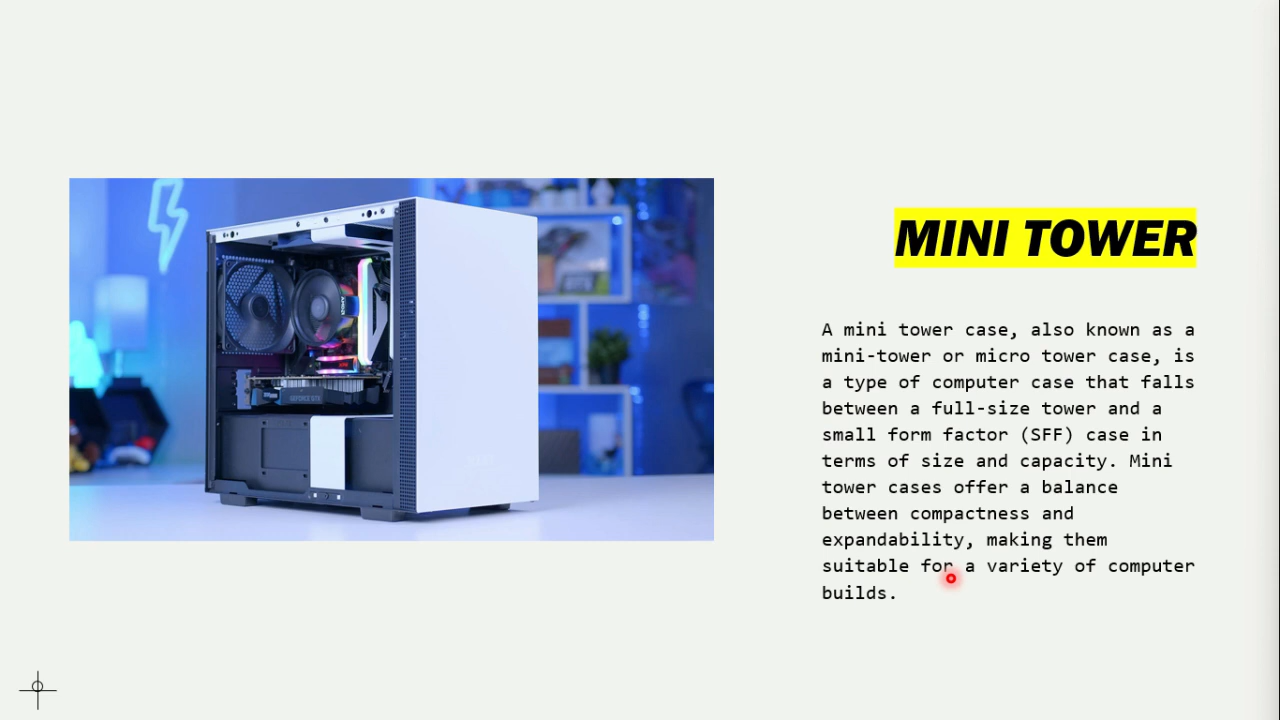 MINI TOWER
A mini tower case, also known as a
mini-tower or micro tower case, is
a type of computer case that falls
between a full-size tower and a
small form factor (SFF) case in
terms of size and capacity. Mini
tower cases offer a balance
between compactness and
expandability, making them
suitable for a variety of computer
builds.
GEFORCE GTX